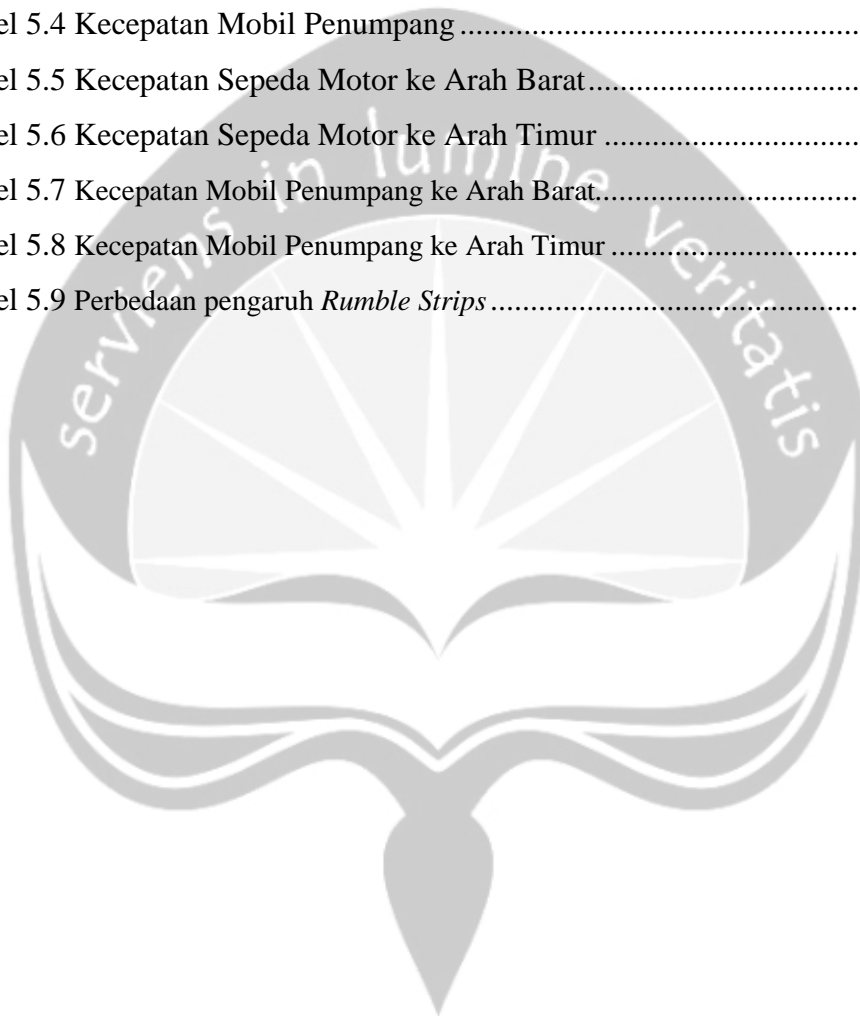 el 5.4 Kecepatan Mobil Penumpang ........................................................
el 5.5 Kecepatan Sepeda Motor ke Arah Barat .....................................
el 5.6 Kecepatan Sepeda Motor ke Arah Timur ...................................
el 5.7 Kecepatan Mobil Penumpang ke Arah Barat....................................
el 5.8 Kecepatan Mobil Penumpang ke Arah Timur ..................................
el 5.9 Perbedaan pengaruh Rumble Strips ..................................................
serviens in lumine veritatis